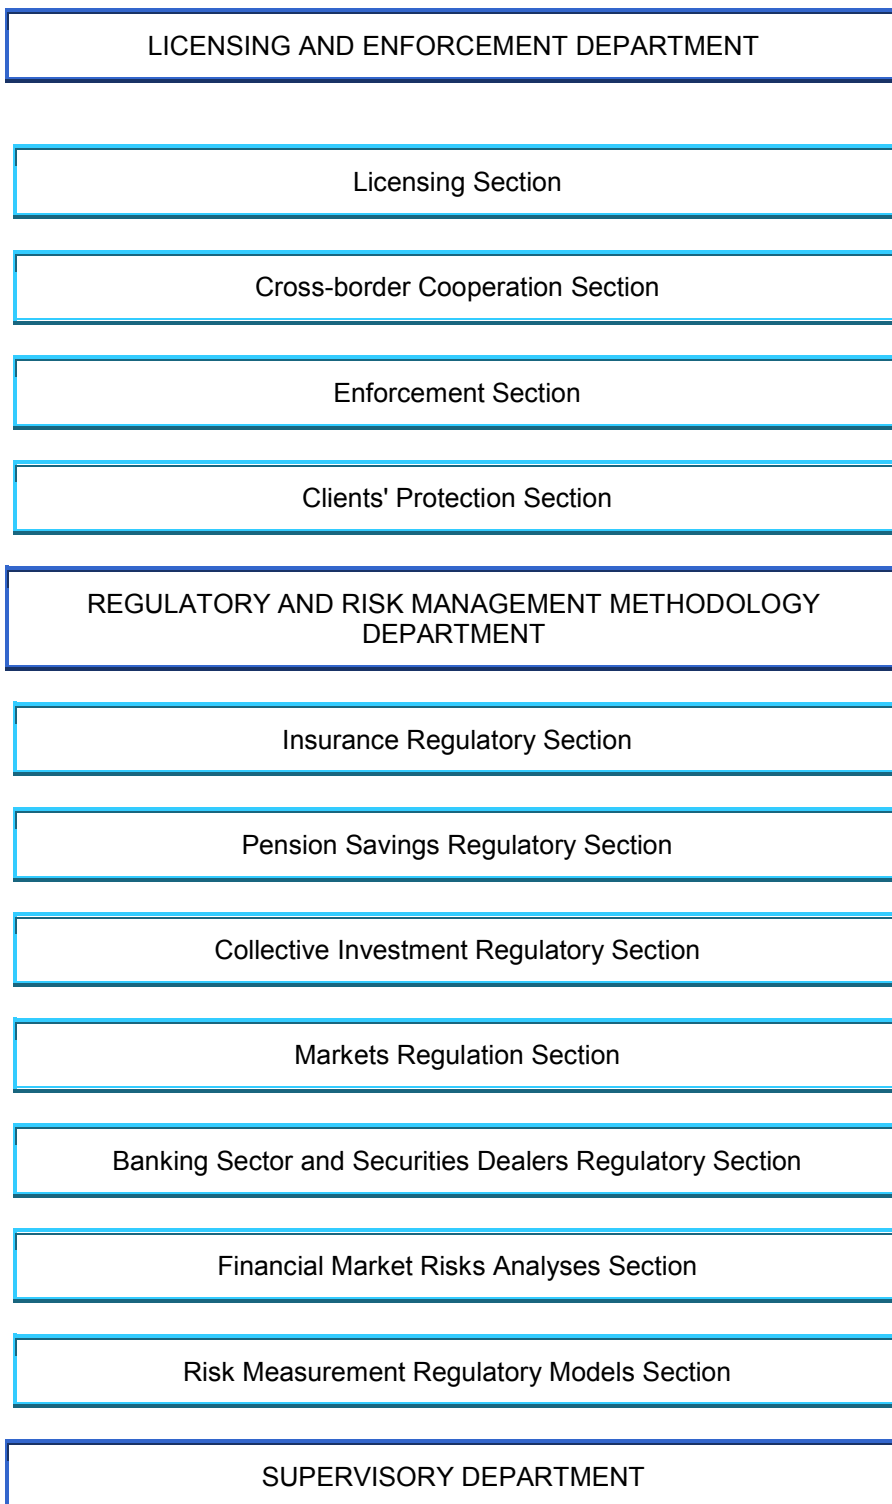 LICENSING AND ENFORCEMENT DEPARTMENT
Licensing Section
Cross-border Cooperation Section
Enforcement Section
Clients' Protection Section
REGULATORY AND RISK MANAGEMENT METHODOLOGY
DEPARTMENT
Insurance Regulatory Section
Pension Savings Regulatory Section
Collective Investment Regulatory Section
Markets Regulation Section
Banking Sector and Securities Dealers Regulatory Section
Financial Market Risks Analyses Section
Risk Measurement Regulatory Models Section
SUPERVISORY DEPARTMENT